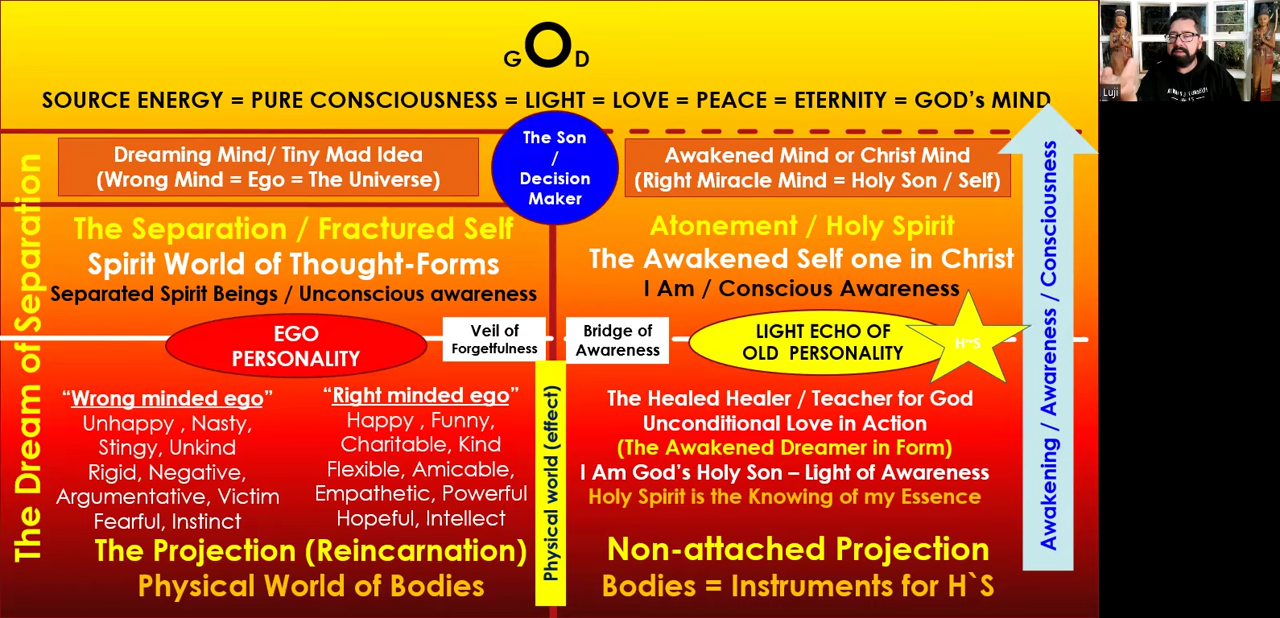 GOD
SOURCE ENERGY = PURE CONSCIOUSNESS = LIGHT = LOVE = PEACE = ETERNITY = GOD's MIND
The Dream of Separation
Dreaming Mind/ Tiny Mad Idea
(Wrong Mind = Ego = The Universe)
The Son
/
Decision
Maker
Awakened Mind or Christ Mind
(Right Miracle Mind = Holy Son / Self)
The Separation / Fractured Self
Spirit World of Thought-Forms
Separated Spirit Beings / Unconscious awareness
Atonement / Holy Spirit
The Awakened Self one in Christ
I Am / Conscious Awareness
EGO
PERSONALITY
Veil of
Forgetfulness
Bridge of
Awareness
LIGHT ECHO OF
OLD PERSONALITY
H~S
"Wrong minded ego"
Unhappy , Nasty,
Stingy, Unkind
Rigid, Negative,
Argumentative, Victim
Fearful, Instinct
"Right minded ego"
Happy , Funny,
Charitable, Kind
Flexible, Amicable,
Empathetic, Powerful
Hopeful, Intellect
The Projection (Reincarnation)
Physical World of Bodies
Physical world (effect)
The Healed Healer / Teacher for God
Unconditional Love in Action
(The Awakened Dreamer in Form)
I Am God's Holy Son – Light of Awareness
Holy Spirit is the Knowing of my Essence
Non-attached Projection
Bodies = Instruments for H`S
Awakening / Awareness / Consciousness
Luji